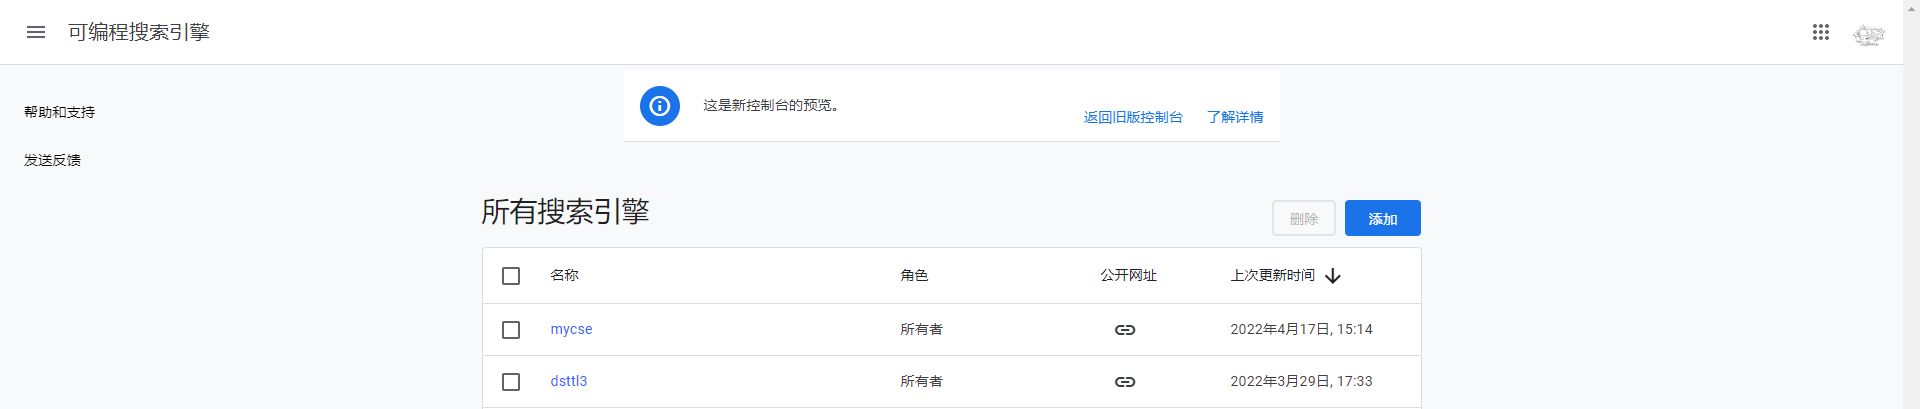 可编程搜索引擎
帮助和支持
发送反馈
这是新控制台的预览。
返回旧版控制台 了解详情
所有搜索引擎
删除 添加
名称 角色 公开网址 上次更新时间
mycse 所有者 2022年4月17日, 15:14
dsttl3 所有者 2022年3月29日, 17:33